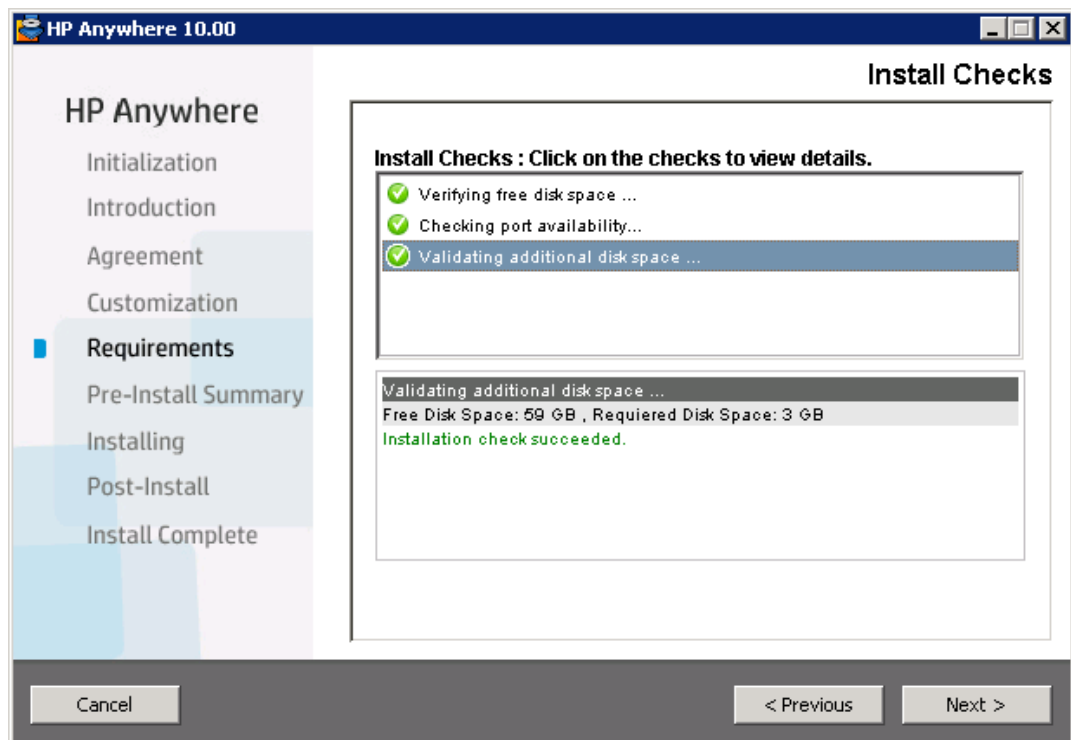 HP Anywhere 10.00
Install Checks
HP Anywhere
Initialization
Introduction
Agreement
Customization
Requirements
Pre-Install Summary
Installing
Post-Install
Install Complete
Install Checks : Click on the checks to view details.
Verifying free disk space ...
Checking port availability...
Validating additional disk space ...
Validating additional disk space ...
Free Disk Space: 59 GB , Requiered Disk Space: 3 GB
Installation check succeeded.
Cancel
< Previous
Next >